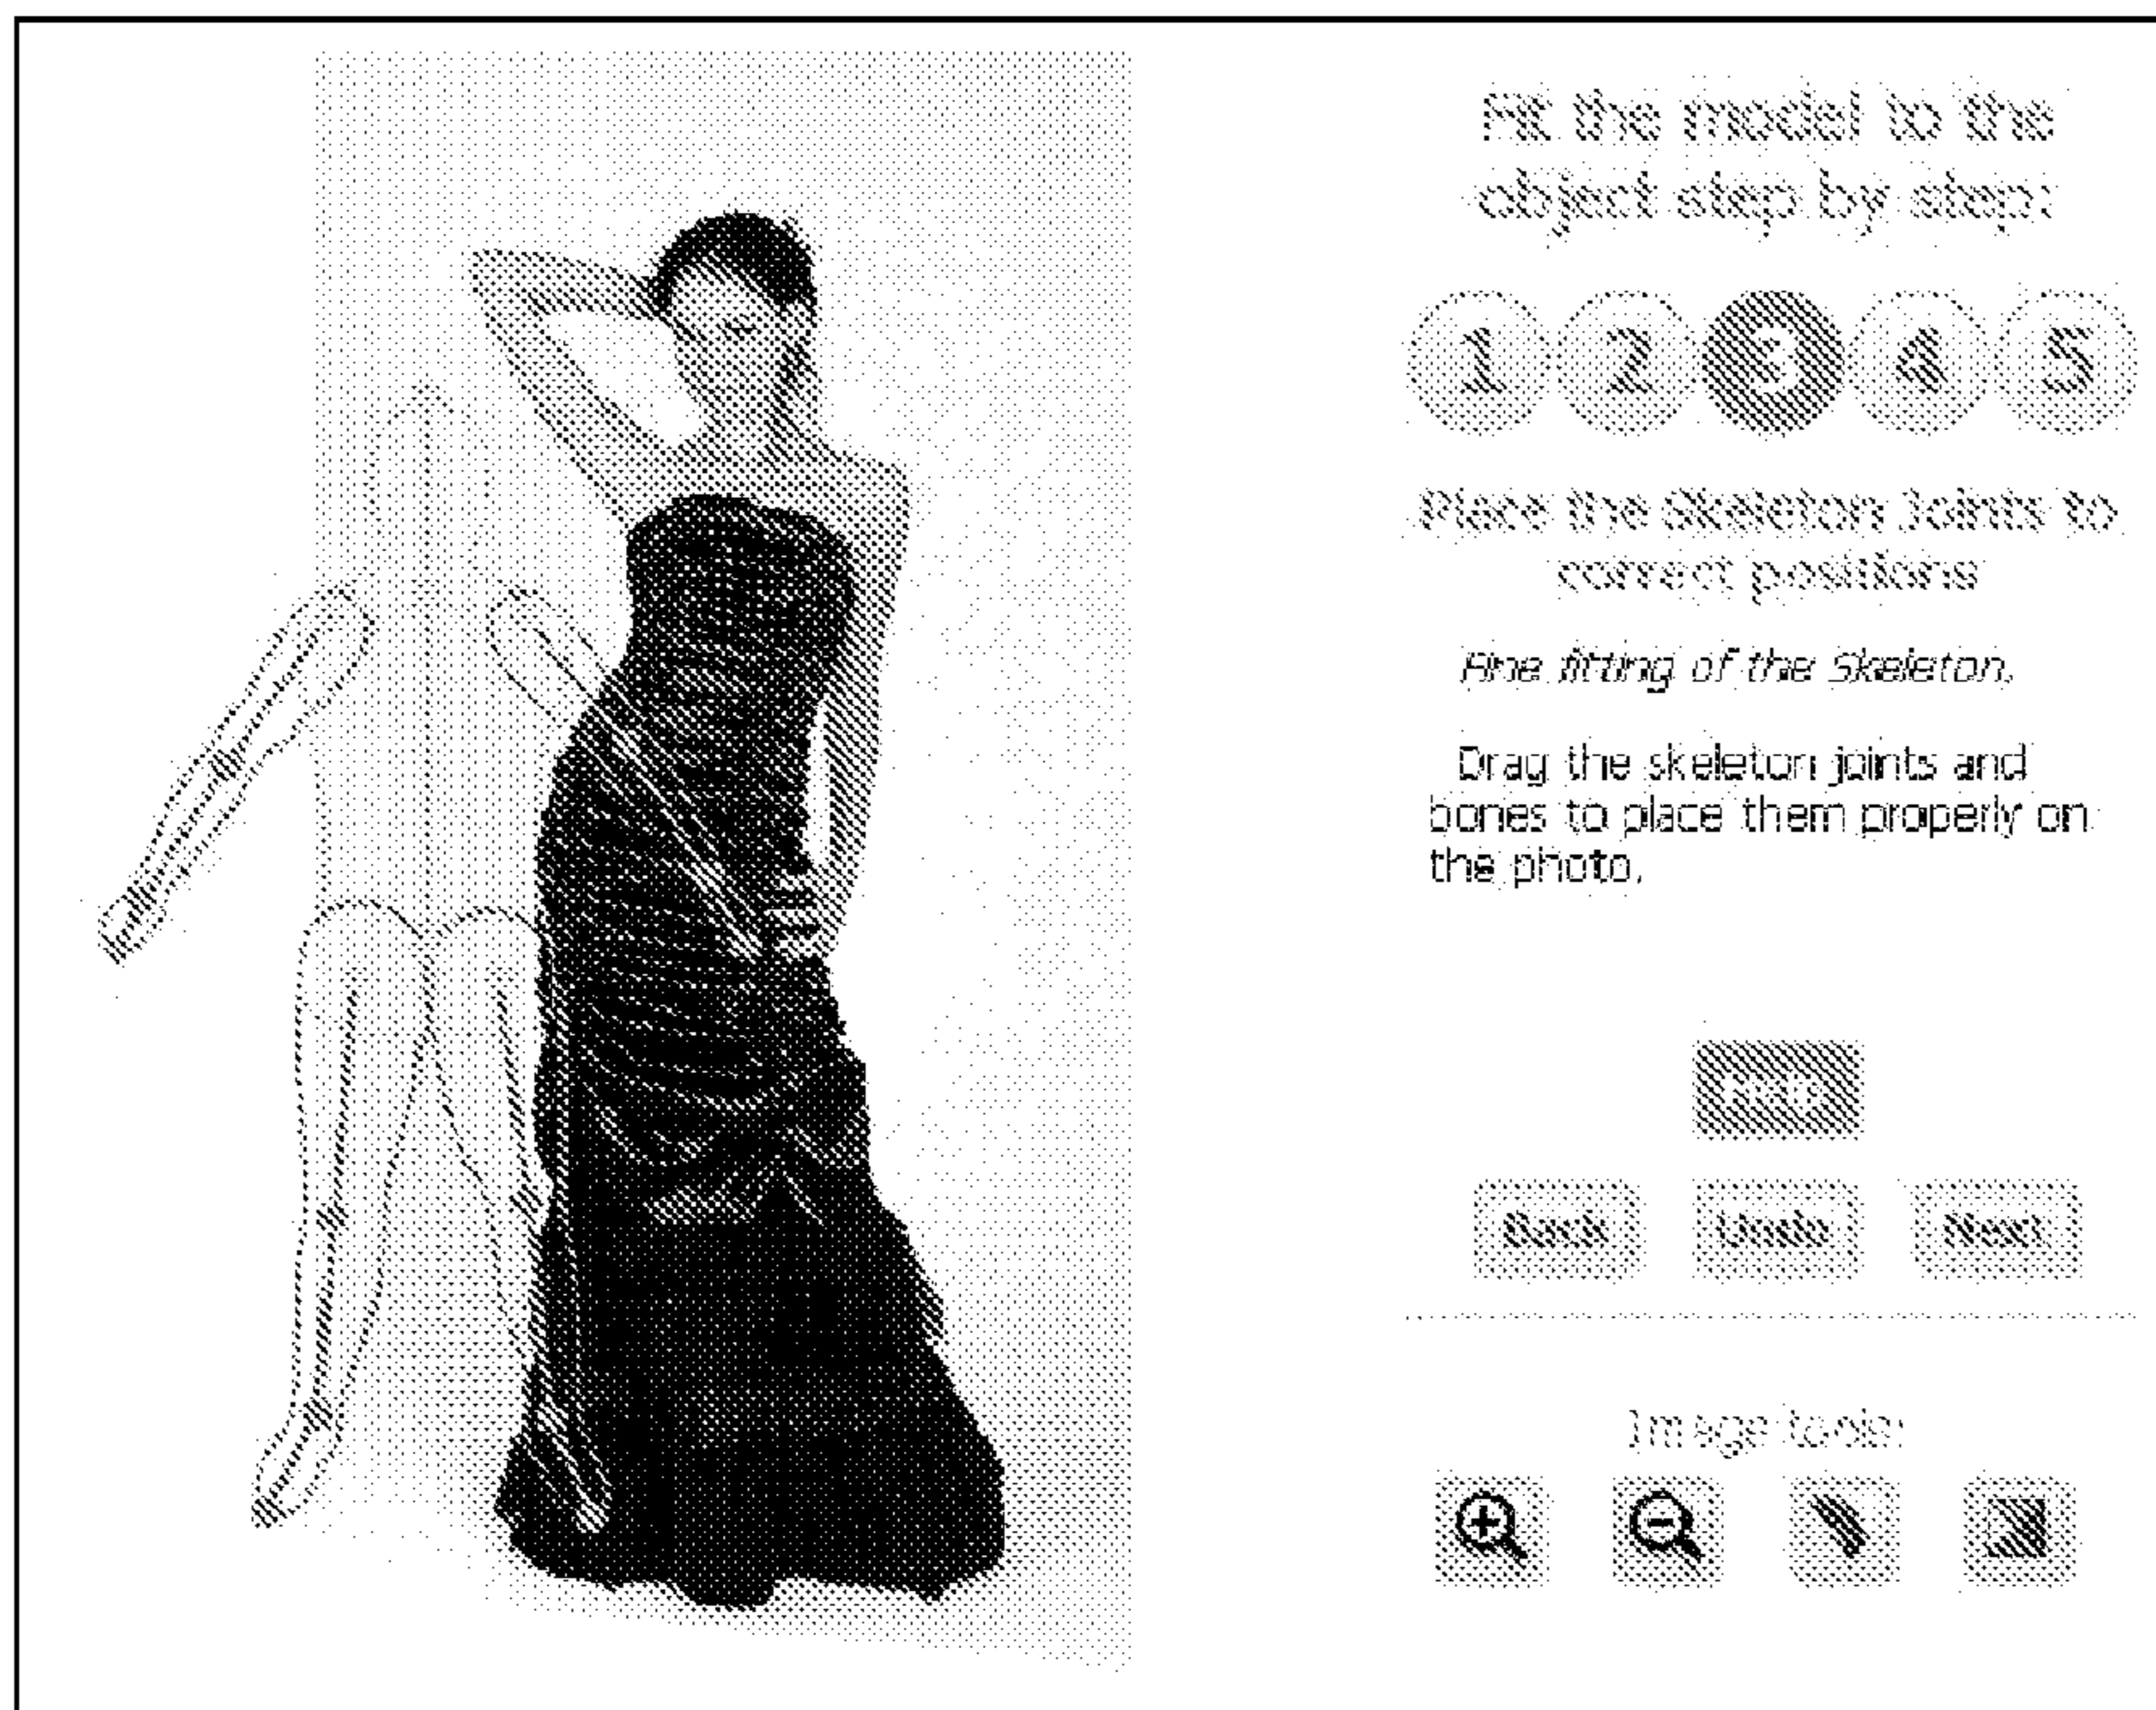 Fit the model to the
object step by step:
1 2 3 4 5
Place the Skeleton Joints to
correct positions
Fine fitting of the Skeleton.
Drag the skeleton joints and
bones to place them properly on
the photo.
Back Undo Next
Image tools: